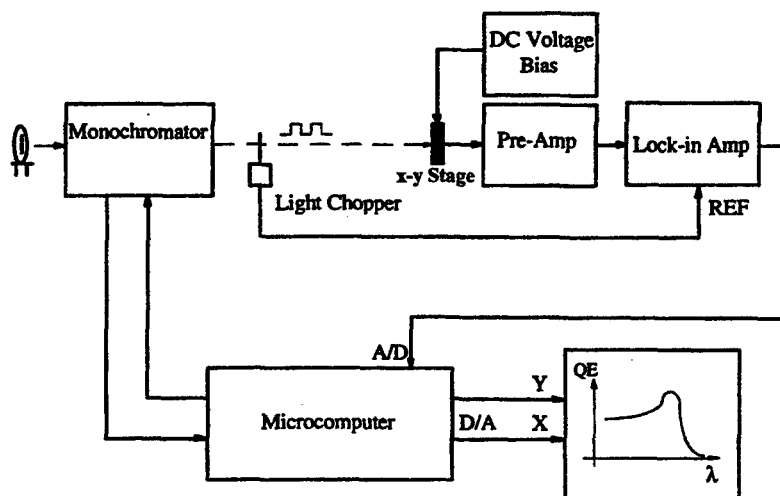 DC Voltage
Bias
Monochromator
Pre-Amp
Lock-in Amp
x-y Stage
Light Chopper
REF
A/D
Microcomputer
Y
D/A
X
QE
λ